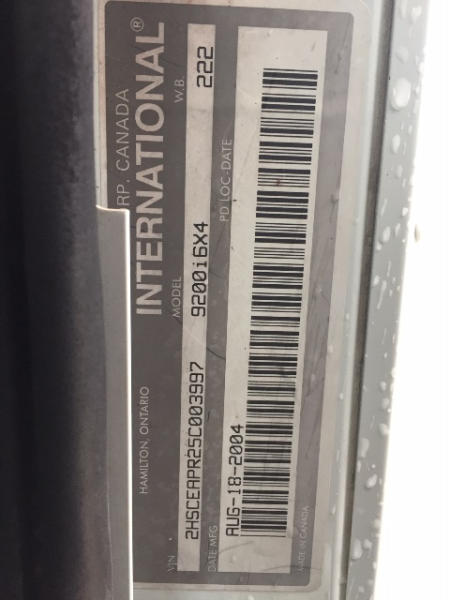 RP. CANADA
INTERNATIONAL®
HAMILTON, ONTARIO MODEL W.B.
9200i6X4 222
VIN 2HSCEAPR25C003997
DATE MFG PD LOC-DATE
AUG-18-2004
MADE IN CANADA